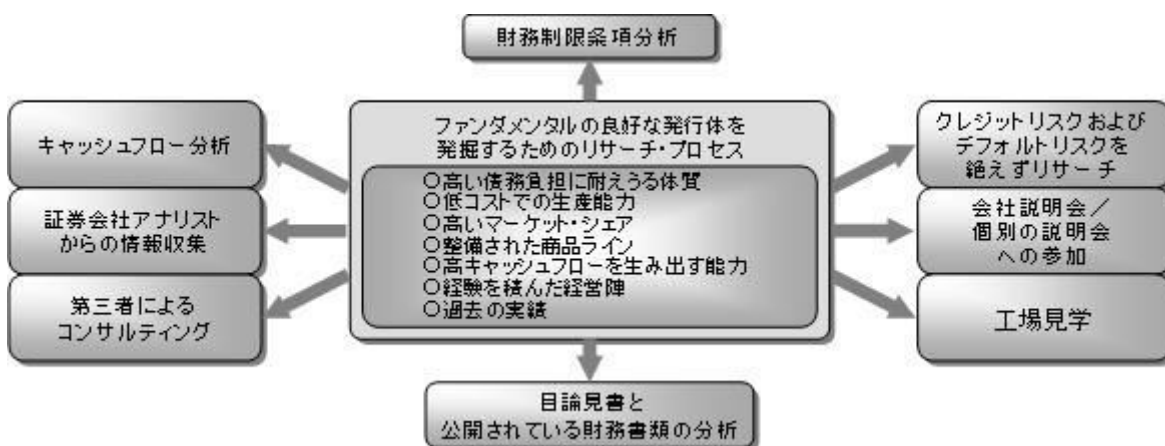 財務制限条項分析
キャッシュフロー分析
証券会社アナリスト
からの情報収集
第三者による
コンサルティング
ファンダメンタルの良好な発行体を
発掘するためのリサーチ・プロセス
○高い債務負担に耐えうる体質
○低コストでの生産能力
○高いマーケット・シェア
○整備された商品ライン
○高キャッシュフローを生み出す能力
○経験を積んだ経営陣
○過去の実績
クレジットリスクおよび
デフォルトリスクを
絶えずリサーチ
会社説明会／
個別の説明会
への参加
工場見学
目論見書と
公開されている財務書類の分析